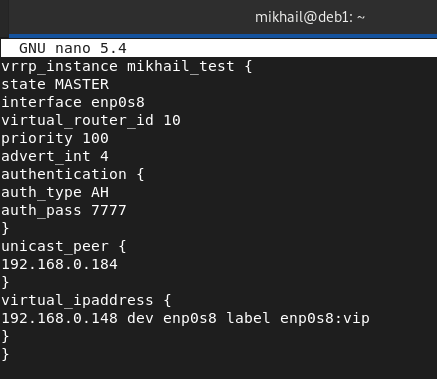 mikhail@deb1: ~
GNU nano 5.4
vrrp_instance mikhail_test {
state MASTER
interface enp0s8
virtual_router_id 10
priority 100
advert_int 4
authentication {
auth_type AH
auth_pass 7777
}
unicast_peer {
192.168.0.184
}
virtual_ipaddress {
192.168.0.148 dev enp0s8 label enp0s8:vip
}
}